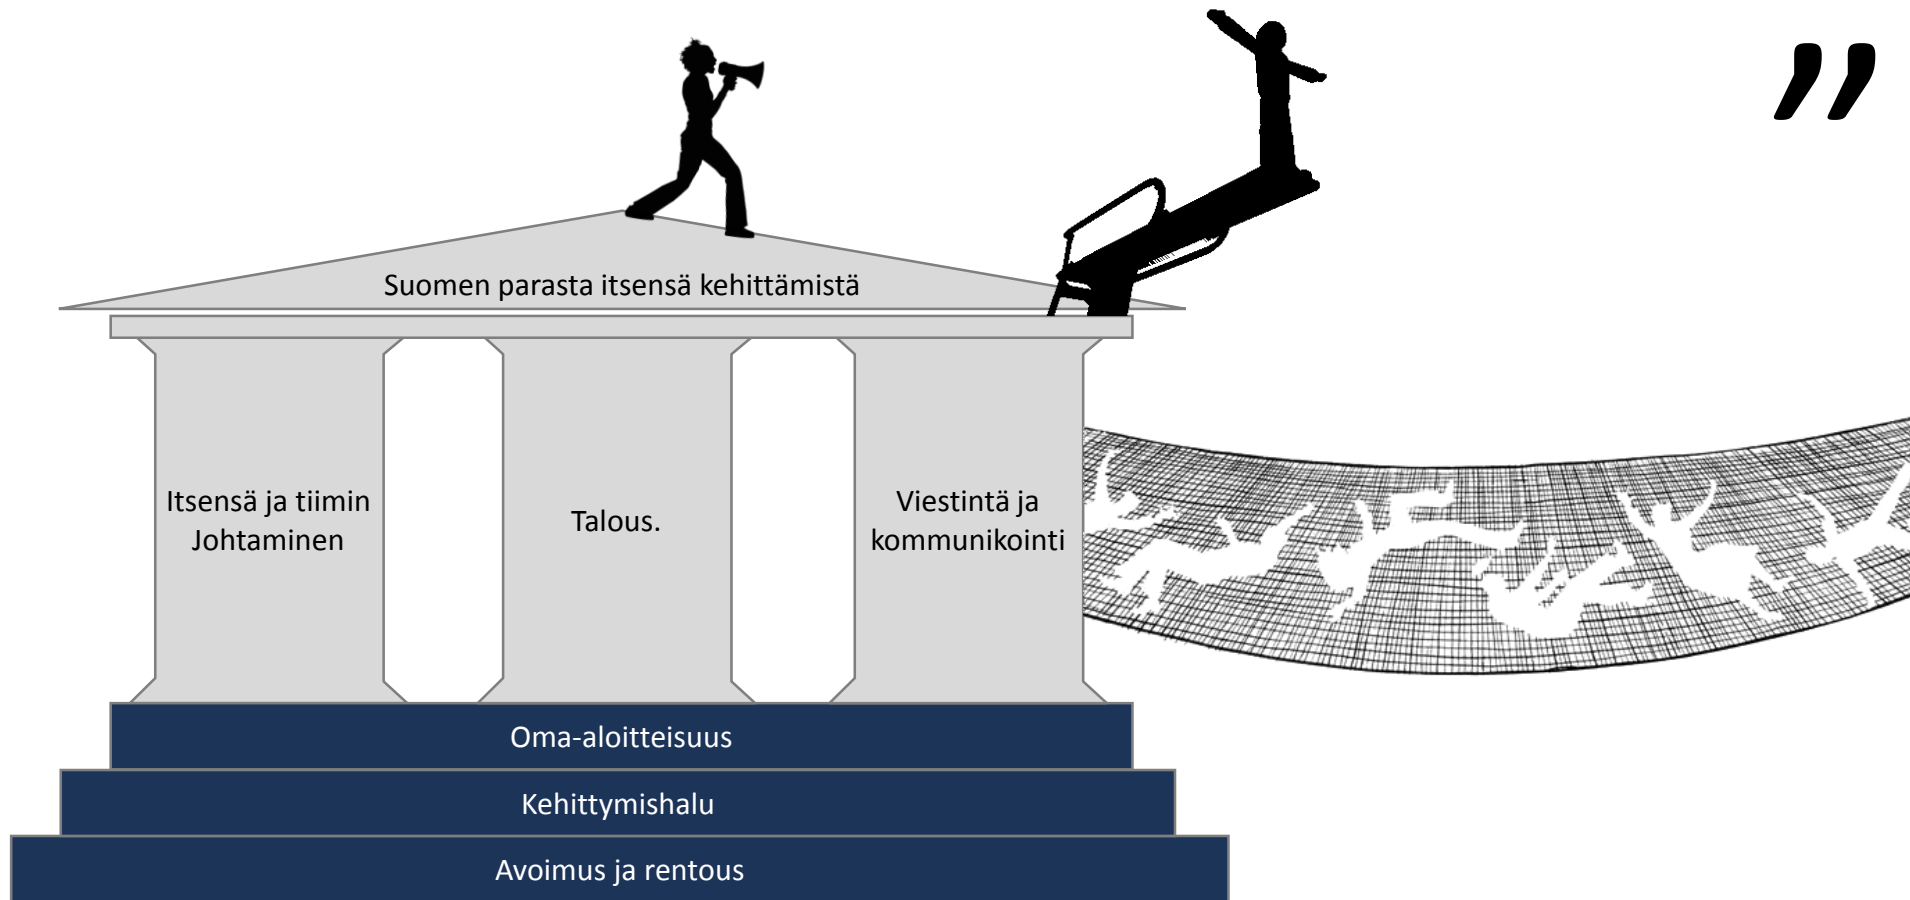 ”
Suomen parasta itsensä kehittämistä
Itsensä ja tiimin
Johtaminen
Talous.
Viestintä ja
kommunikointi
Oma-aloitteisuus
Kehittymishalu
Avoimus ja rentous